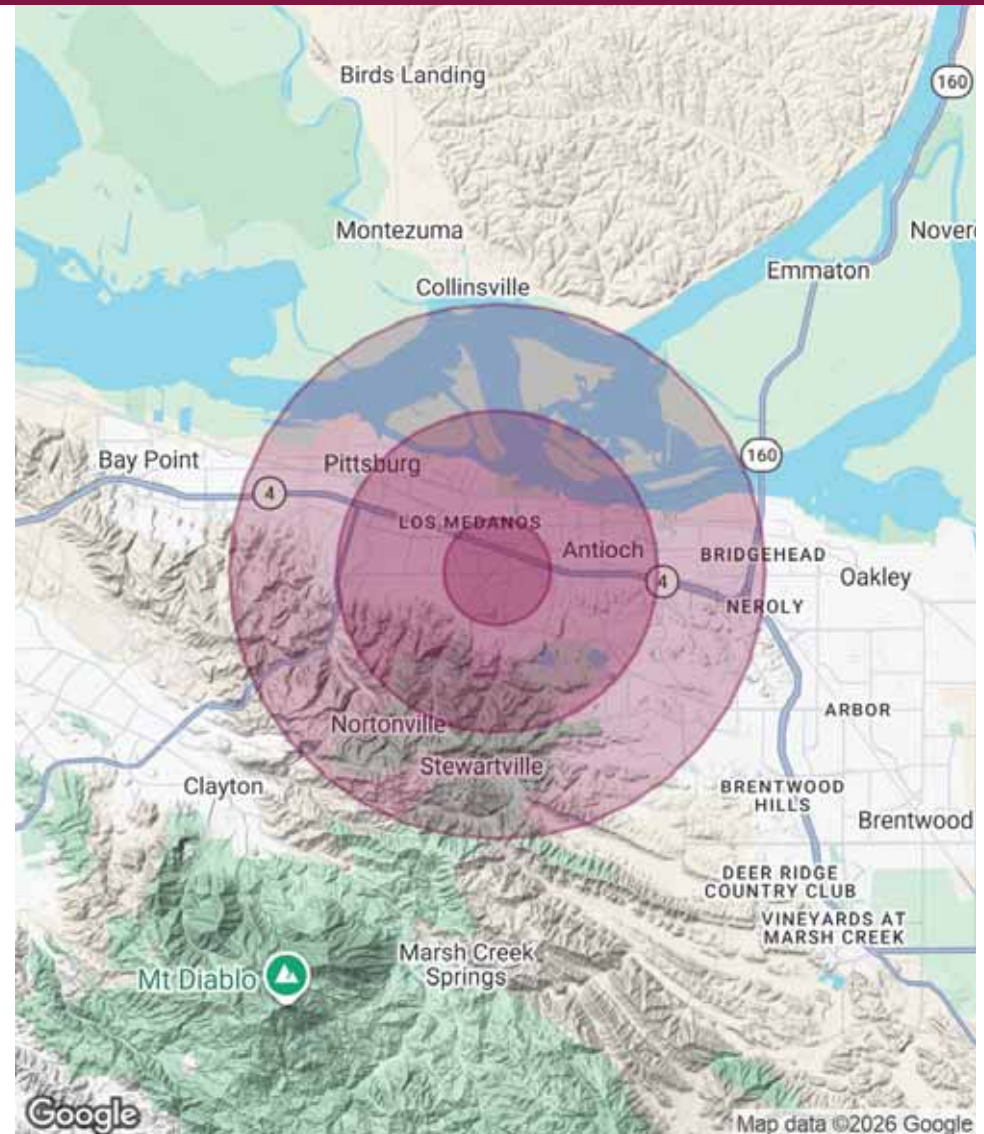 Birds Landing
160
Montezuma
Collinsville
Emmaton
Bay Point
Pittsburg
160
4
LOS MEDANOS
Antioch
BRIDGEHEAD
4
Oakley
NEROLY
ARBOR
Nortonville
Stewartville
Clayton
BRENTWOOD
HILLS
Brentwood
DEER RIDGE
COUNTRY CLUB
VINEYARDS AT
MARSH CREEK
Marsh Creek
Springs
Mt Diablo
Google
Map data ©2026 Google